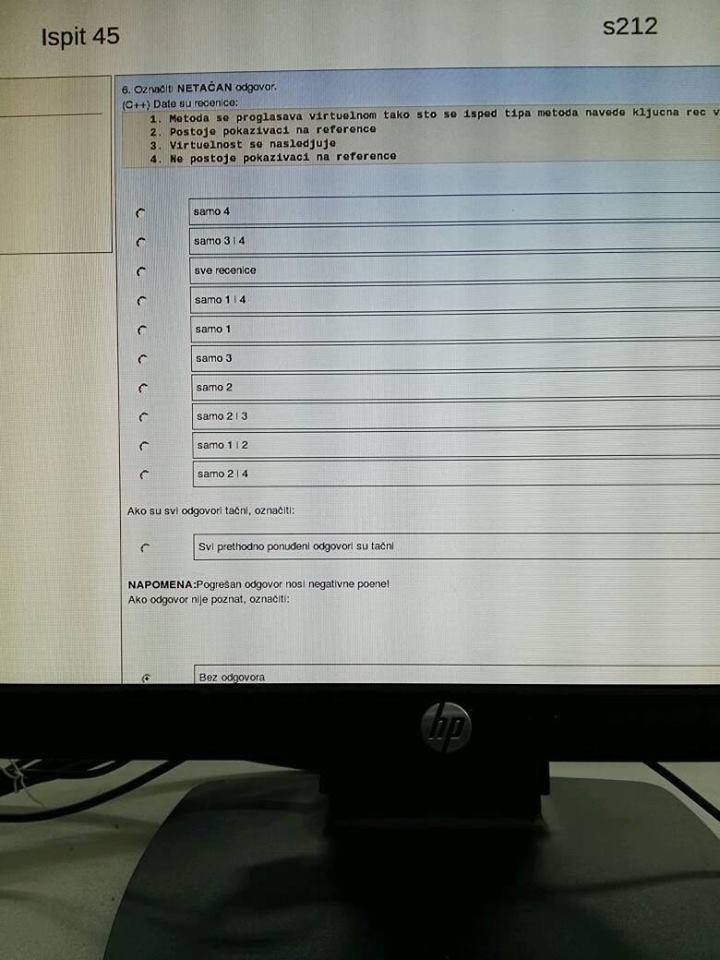 Ispit 45
s212
6. Označiti NETAČAN odgovor.
(C++) Date su recenice:
1. Metoda se proglasava virtuelnom tako sto se isped tipa metoda navede kljucna rec
2. Postoje pokazivaci na reference
3. Virtuelnost se nasledjuje
4. Ne postoje pokazivaci na reference
samo 4
samo 3 i 4
sve recenice
samo 1 i 4
samo 1
samo 3
samo 2
samo 2 i 3
samo 1 i 2
samo 2 i 4
Ako su svi odgovori tačni, označiti:
Svi prethodno ponuđeni odgovori su tačni
NAPOMENA:Pogrešan odgovor nosi negativne poene!
Ako odgovor nije poznat, označiti:
Bez odgovora
hp